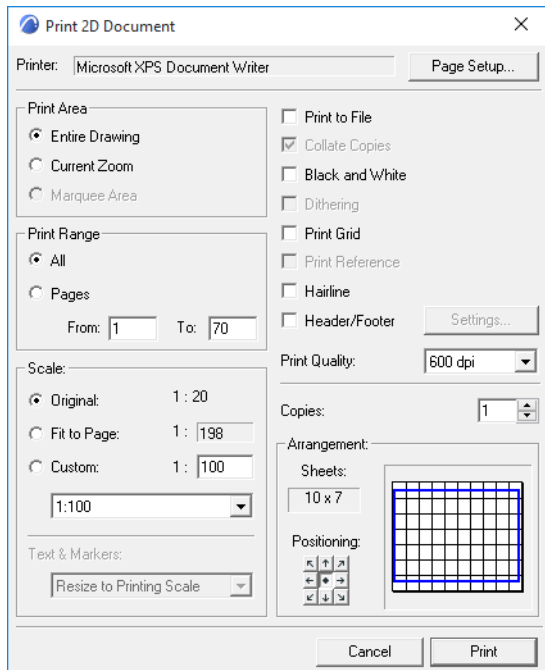 Print 2D Document
Printer: Microsoft XPS Document Writer Page Setup...
Print Area
Entire Drawing
Current Zoom
Marquee Area
Print Range
All
Pages
From: 1 To: 70
Scale:
Original: 1 : 20
Fit to Page: 1 : 198
Custom: 1 : 100
1:100
Text & Markers:
Resize to Printing Scale
Print to File
Collate Copies
Black and White
Dithering
Print Grid
Print Reference
Hairline
Header/Footer Settings...
Print Quality: 600 dpi
Copies: 1
Arrangement:
Sheets:
10 x 7
Positioning:
Cancel Print